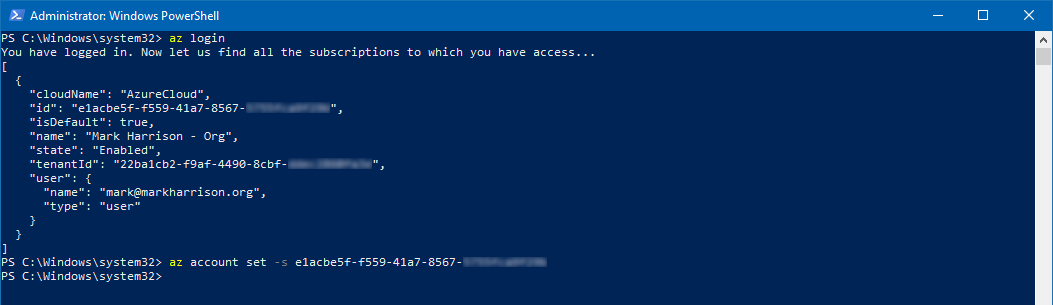 Administrator: Windows PowerShell
PS C:\Windows\system32> az login
You have logged in. Now let us find all the subscriptions to which you have access...
[
  {
    "cloudName": "AzureCloud",
    "id": "e1acbe5f-f559-41a7-8567-",
    "isDefault": true,
    "name": "Mark Harrison - Org",
    "state": "Enabled",
    "tenantId": "22ba1cb2-f9af-4490-8cbf-",
    "user": {
      "name": "mark@markharrison.org",
      "type": "user"
    }
  }
]
PS C:\Windows\system32> az account set -s e1acbe5f-f559-41a7-8567-
PS C:\Windows\system32>